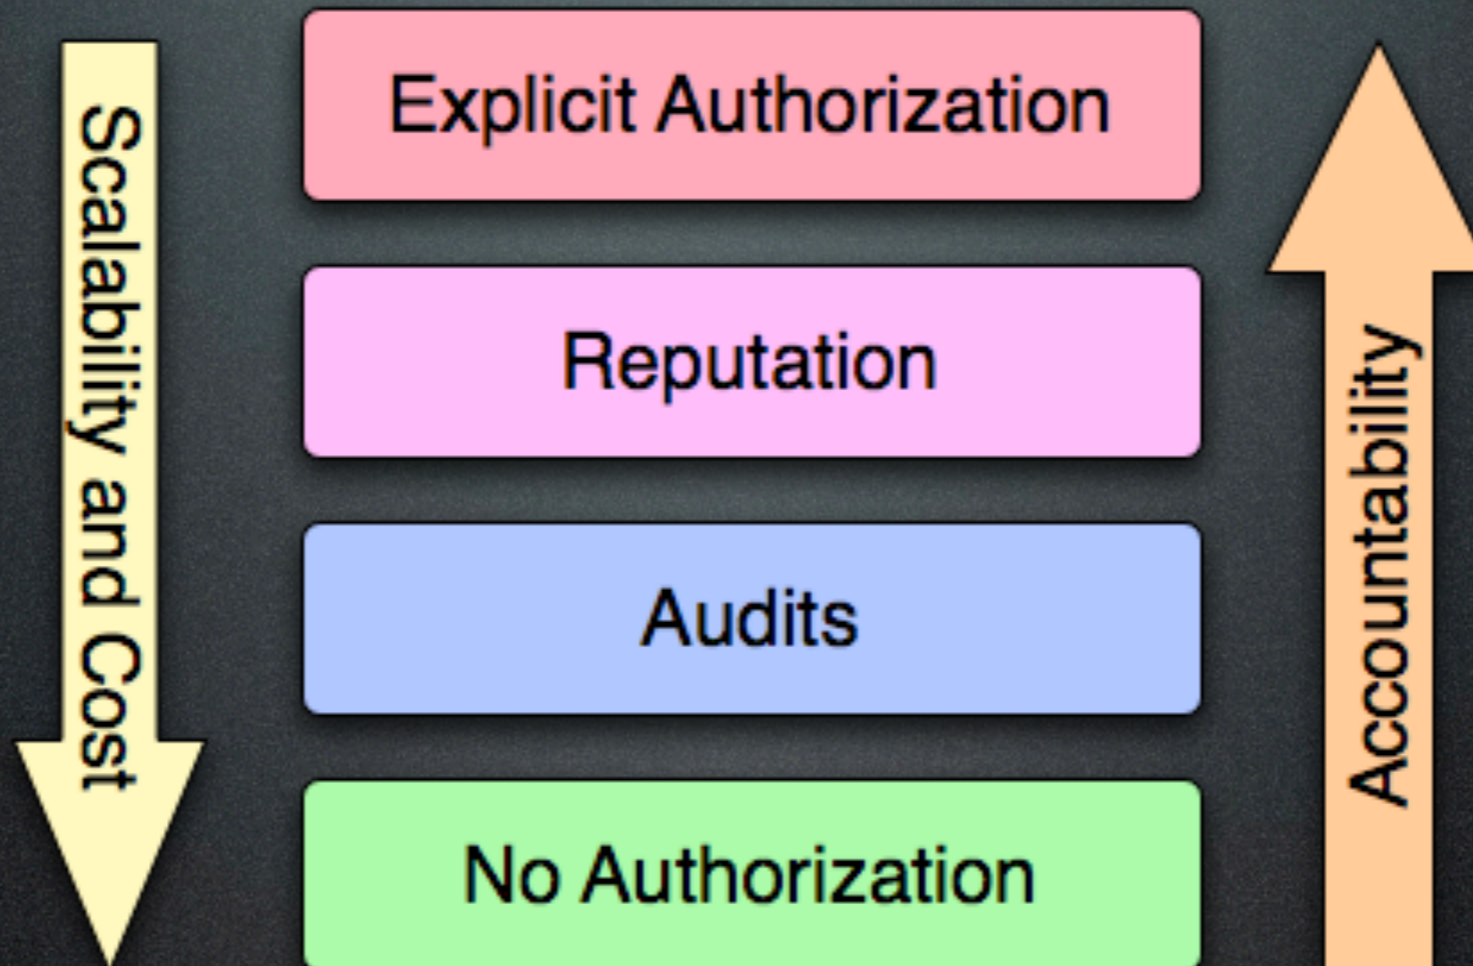 Scalability and Cost
Explicit Authorization
Reputation
Audits
No Authorization
Accountability